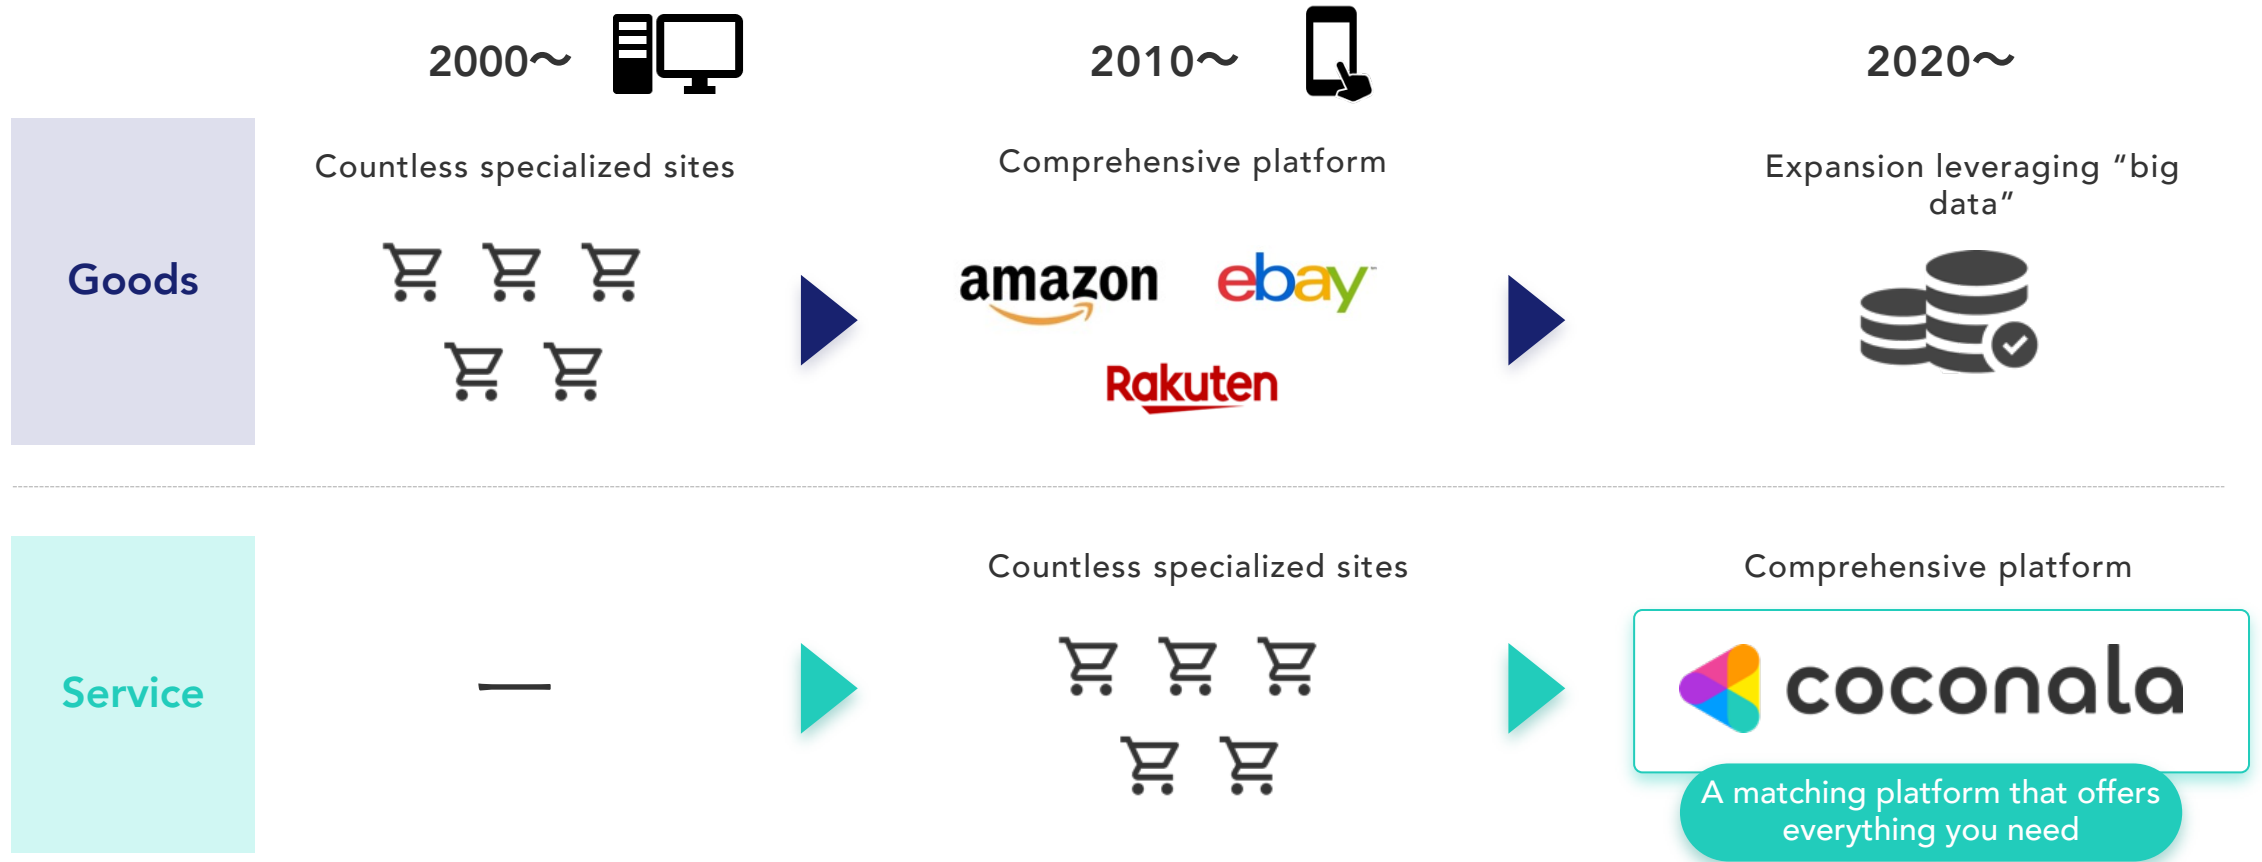 2000～
2010～
2020～
Goods
Countless specialized sites
Comprehensive platform
amazon
ebay
Rakuten
Expansion leveraging “big
data”
Service
—
Countless specialized sites
Comprehensive platform
coconala
A matching platform that offers
everything you need